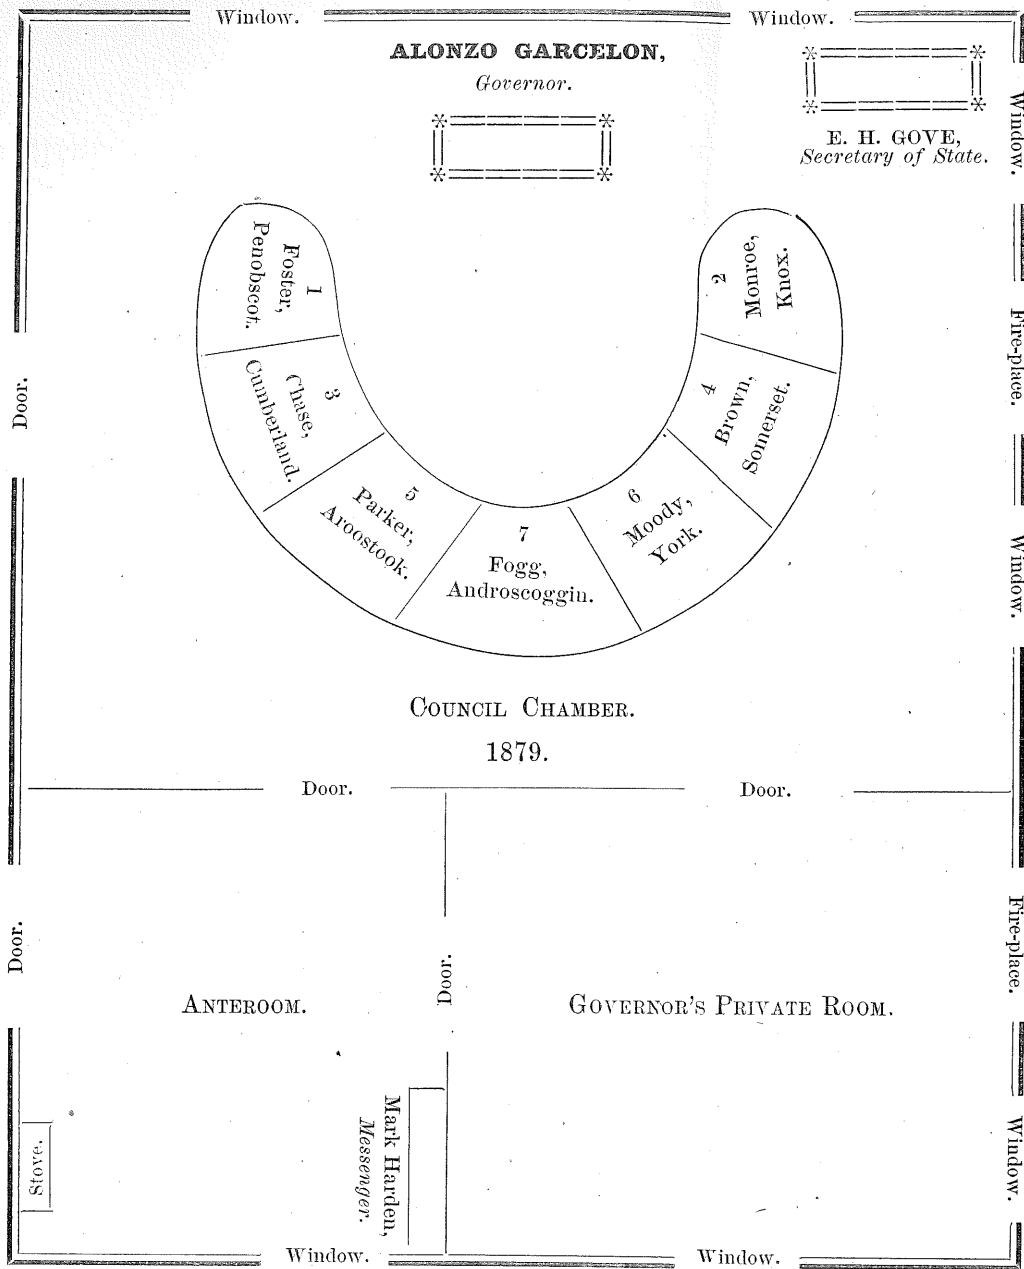 Window.
Window.
ALONZO GARCELON,
Governor.
E. H. GOVE,
Secretary of State.
Window.
1
Foster,
Penobscot.
2
Monroe,
Knox.
Fire-place.
Door.
3
Chase,
Cumberland.
4
Brown,
Somerset.
5
Parker,
Aroostook.
6
Moody,
York.
7
Fogg,
Androscoggin.
Window.
COUNCIL CHAMBER.
1879.
Door.
Door.
Door.
Door.
Fire-place.
ANTEROOM.
GOVERNOR'S PRIVATE ROOM.
Stove.
Mark Harden,
Messenger.
Window.
Window.
Window.